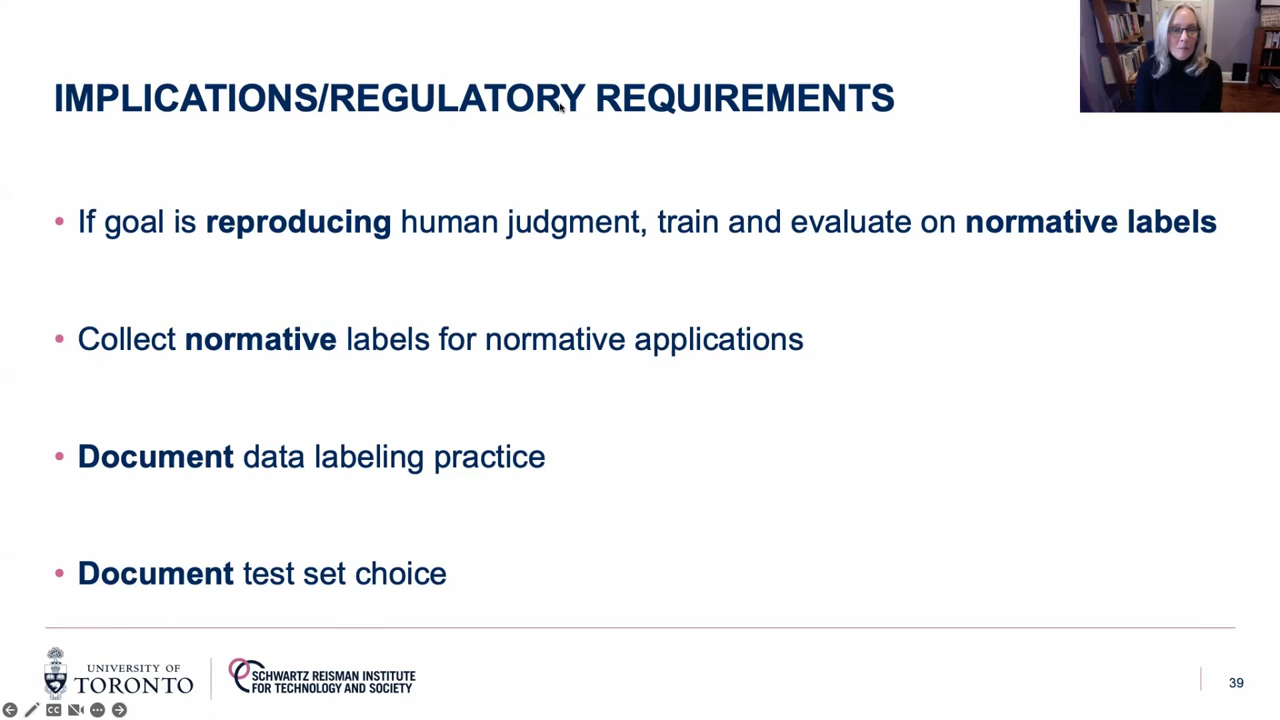 IMPLICATIONS/REGULATORY REQUIREMENTS
• If goal is reproducing human judgment, train and evaluate on normative labels
• Collect normative labels for normative applications
• Document data labeling practice
• Document test set choice
UNIVERSITY OF
TORONTO
SCHWARTZ REISMAN INSTITUTE
FOR TECHNOLOGY AND SOCIETY
39
CC